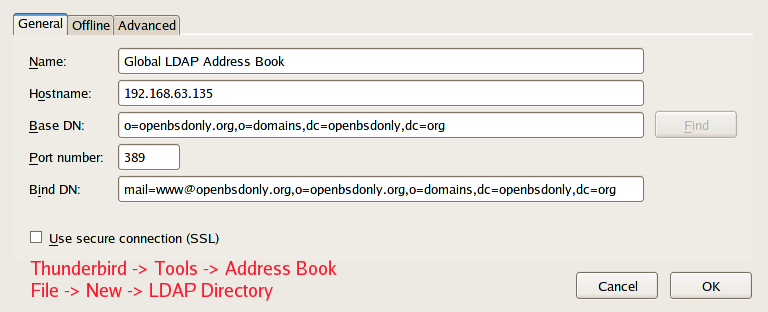 General Offline Advanced
Name: Global LDAP Address Book
Hostname: 192.168.63.135
Base DN: o=openbsdonly.org,o=domains,dc=openbsdonly,dc=org Find
Port number: 389
Bind DN: mail=www@openbsdonly.org,o=openbsdonly.org,o=domains,dc=openbsdonly,dc=org
Use secure connection (SSL)
Thunderbird -> Tools -> Address Book
File -> New -> LDAP Directory
Cancel OK